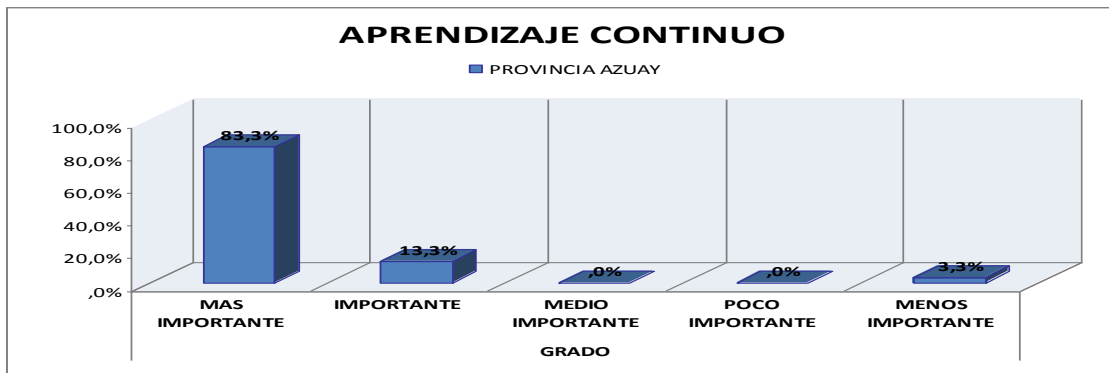 APRENDIZAJE CONTINUO
PROVINCIA AZUAY
100,0%
80,0%
60,0%
40,0%
20,0%
,0%
83,3%
13,3%
,0%
,0%
3,3%
MAS IMPORTANTE
IMPORTANTE
MEDIO IMPORTANTE
POCO IMPORTANTE
MENOS IMPORTANTE
GRADO